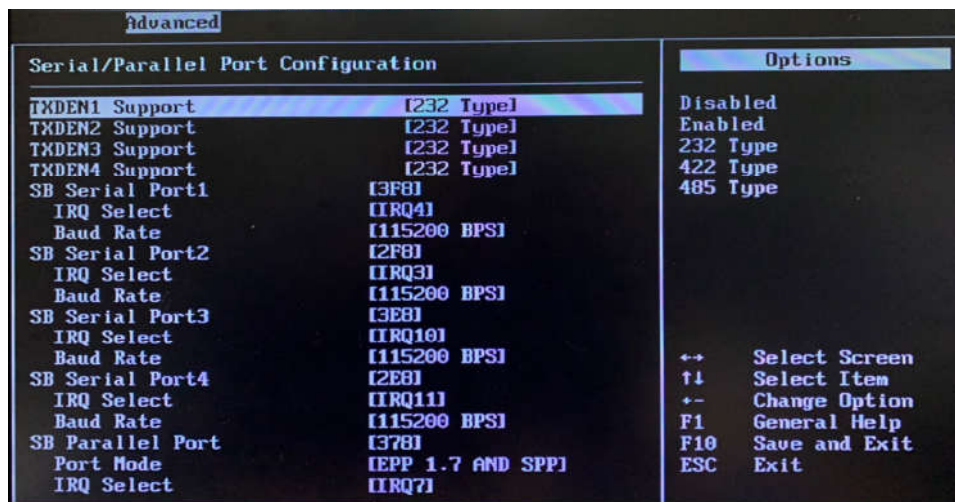 Advanced
Serial/Parallel Port Configuration
TXDEN1 Support [232 Type]
TXDEN2 Support [232 Type]
TXDEN3 Support [232 Type]
TXDEN4 Support [232 Type]
SB Serial Port1 [3F8]
IRQ Select [IRQ4]
Baud Rate [115200 BPS]
SB Serial Port2 [2F8]
IRQ Select [IRQ3]
Baud Rate [115200 BPS]
SB Serial Port3 [3E8]
IRQ Select [IRQ10]
Baud Rate [115200 BPS]
SB Serial Port4 [2E8]
IRQ Select [IRQ11]
Baud Rate [115200 BPS]
SB Parallel Port [378]
Port Mode [EPP 1.7 AND SPP]
IRQ Select [IRQ7]
Options
Disabled
Enabled
232 Type
422 Type
485 Type
←→ Select Screen
↑↓ Select Item
+- Change Option
F1 General Help
F10 Save and Exit
ESC Exit